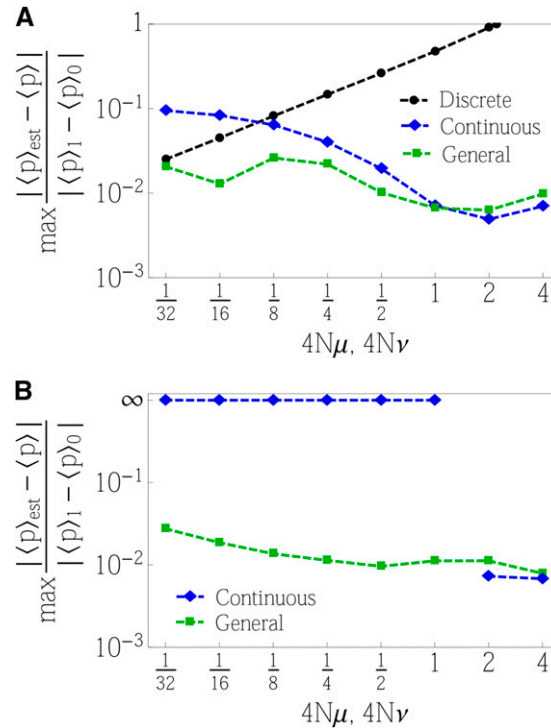 A
max |⟨p⟩est − ⟨p⟩| / |⟨p⟩1 − ⟨p⟩0|
1
10⁻¹
10⁻²
10⁻³
Discrete
Continuous
General
1/32 1/16 1/8 1/4 1/2 1 2 4
4Nμ, 4Nν
B
max |⟨p⟩est − ⟨p⟩| / |⟨p⟩1 − ⟨p⟩0|
∞
10⁻¹
10⁻²
10⁻³
Continuous
General
1/32 1/16 1/8 1/4 1/2 1 2 4
4Nμ, 4Nν